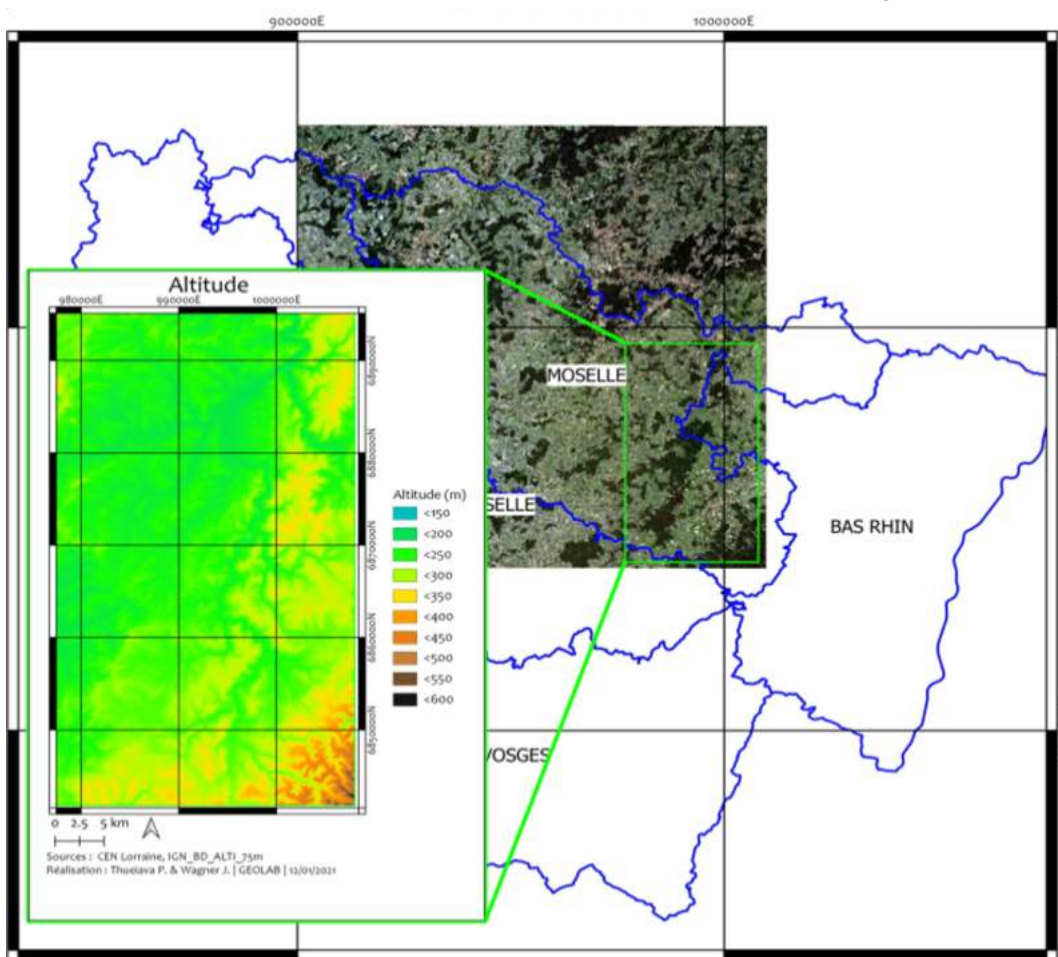 900000E 1000000E
Altitude
980000E 990000E 1000000E
6890000N
6880000N
6870000N
6860000N
6850000N
Altitude (m)
<150
<200
<250
<300
<350
<400
<450
<500
<550
<600
0 2.5 5 km
Sources : CEN Lorraine, IGN_BD_ALTI_75m
Réalisation : Thueiava P. & Wagner J. | GEOLAB | 12/01/2021
MOSELLE
SELLE
BAS RHIN
VOSGES